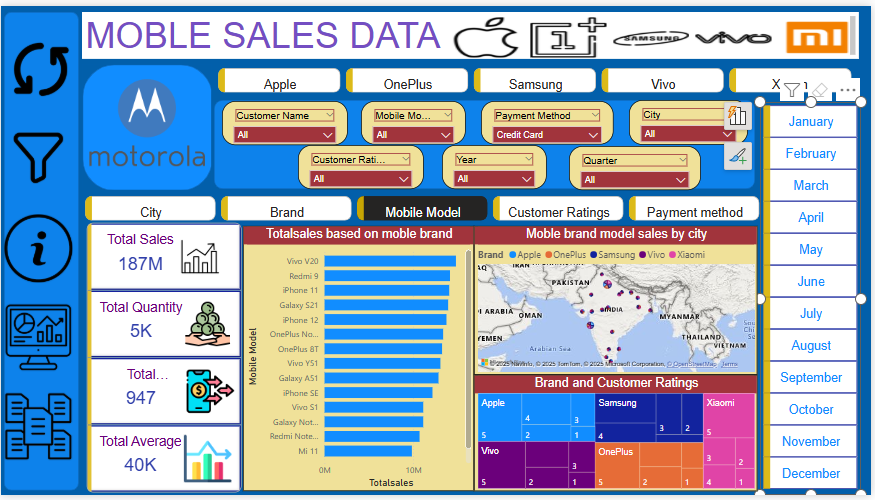 MOBLE SALES DATA
1+
SAMSUNG
vivo
MI
Apple
OnePlus
Samsung
Vivo
motorola
Customer Name
All
Mobile Mo...
All
Payment Method
Credit Card
City
All
Customer Rati...
All
Year
All
Quarter
All
City
Brand
Mobile Model
Customer Ratings
Payment method
Total Sales
187M
Total Quantity
5K
Total...
947
Total Average
40K
Totalsales based on moble brand
Mobile Model
Vivo V20
Redmi 9
iPhone 11
Galaxy S21
iPhone 12
OnePlus No...
OnePlus 8T
Vivo Y51
Galaxy A51
iPhone SE
Vivo S1
Galaxy Not...
Redmi Note...
Mi 11
0M 10M
Totalsales
Moble brand model sales by city
Brand Apple OnePlus Samsung Vivo Xiaomi
PAKISTAN
OMAN
INDIA
MYANMAR
YEMEN
THAILAND
VIETNAM
Arabian Sea
© 2025 TomTom, © 2025 Microsoft Corporation, © OpenStreetMap Terms
Brand and Customer Ratings
Apple
5
4
2
3
1
Samsung
4
3
2
Xiaomi
5
3
2
4
1
Vivo
5
2
3
1
OnePlus
5
2
1
January
February
March
April
May
June
July
August
September
October
November
December